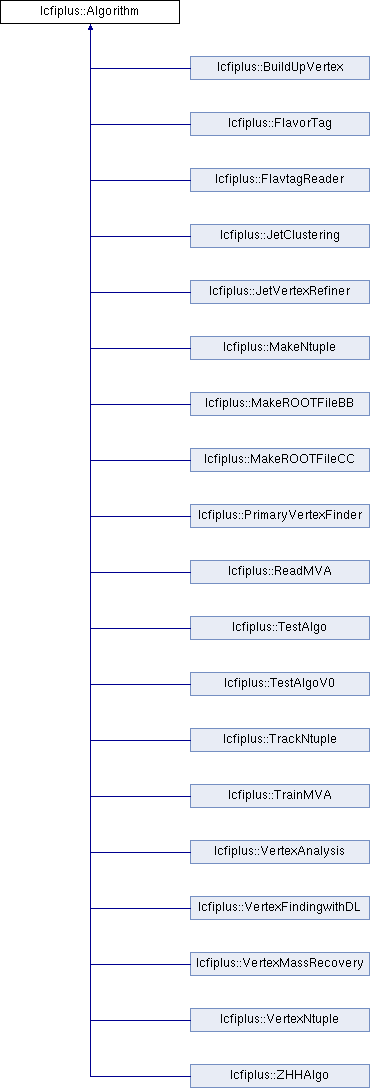 lcfiplus::Algorithm
lcfiplus::BuildUpVertex
lcfiplus::FlavorTag
lcfiplus::FlavtagReader
lcfiplus::JetClustering
lcfiplus::JetVertexRefiner
lcfiplus::MakeNtuple
lcfiplus::MakeROOTFileBB
lcfiplus::MakeROOTFileCC
lcfiplus::PrimaryVertexFinder
lcfiplus::ReadMVA
lcfiplus::TestAlgo
lcfiplus::TestAlgoV0
lcfiplus::TrackNtuple
lcfiplus::TrainMVA
lcfiplus::VertexAnalysis
lcfiplus::VertexFindingwithDL
lcfiplus::VertexMassRecovery
lcfiplus::VertexNtuple
lcfiplus::ZHHAlgo